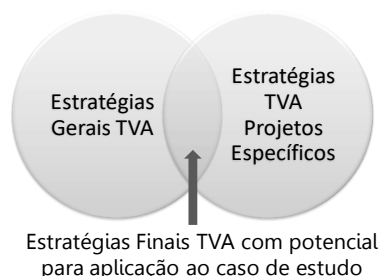 Estratégias
Gerais TVA
Estratégias
TVA
Projetos
Específicos
Estratégias Finais TVA com potencial
para aplicação ao caso de estudo